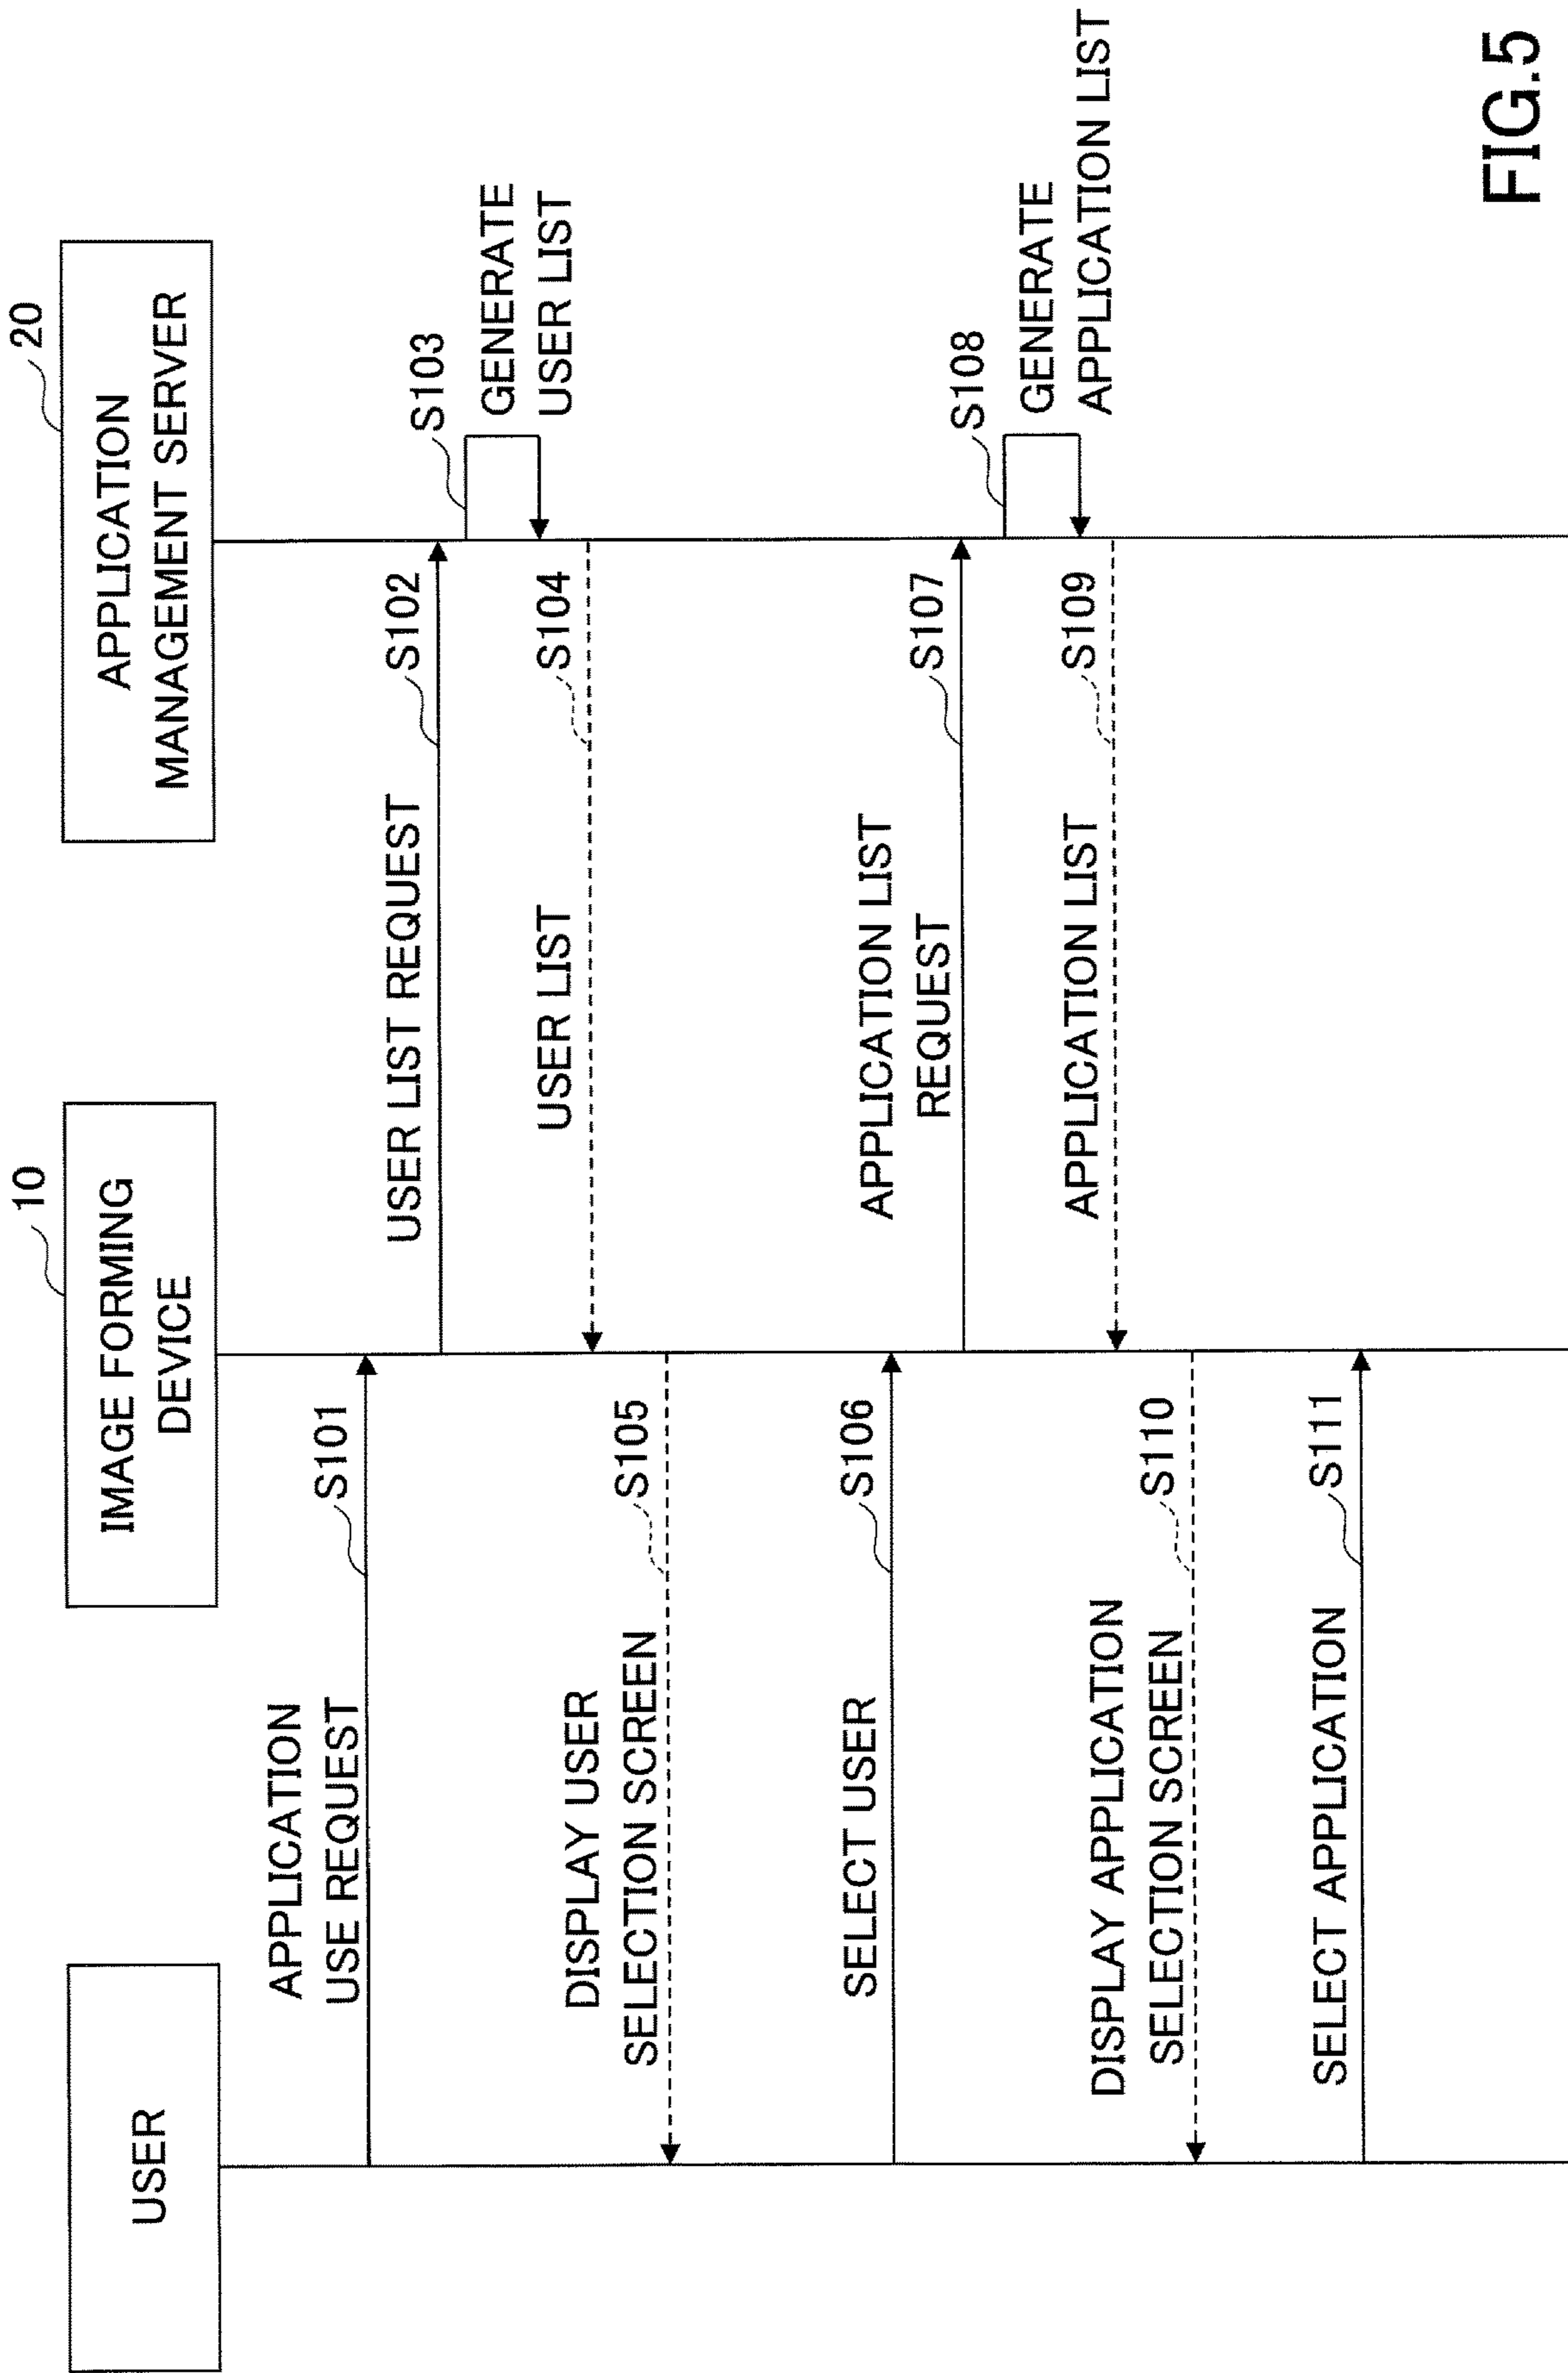 USER
10
IMAGE FORMING
DEVICE
20
APPLICATION
MANAGEMENT SERVER
APPLICATION
USE REQUEST
S101
USER LIST REQUEST
S102
S103
GENERATE
USER LIST
USER LIST
S104
DISPLAY USER
SELECTION SCREEN
S105
SELECT USER
S106
APPLICATION LIST
REQUEST
S107
S108
GENERATE
APPLICATION LIST
APPLICATION LIST
S109
DISPLAY APPLICATION
SELECTION SCREEN
S110
SELECT APPLICATION
S111
FIG.5